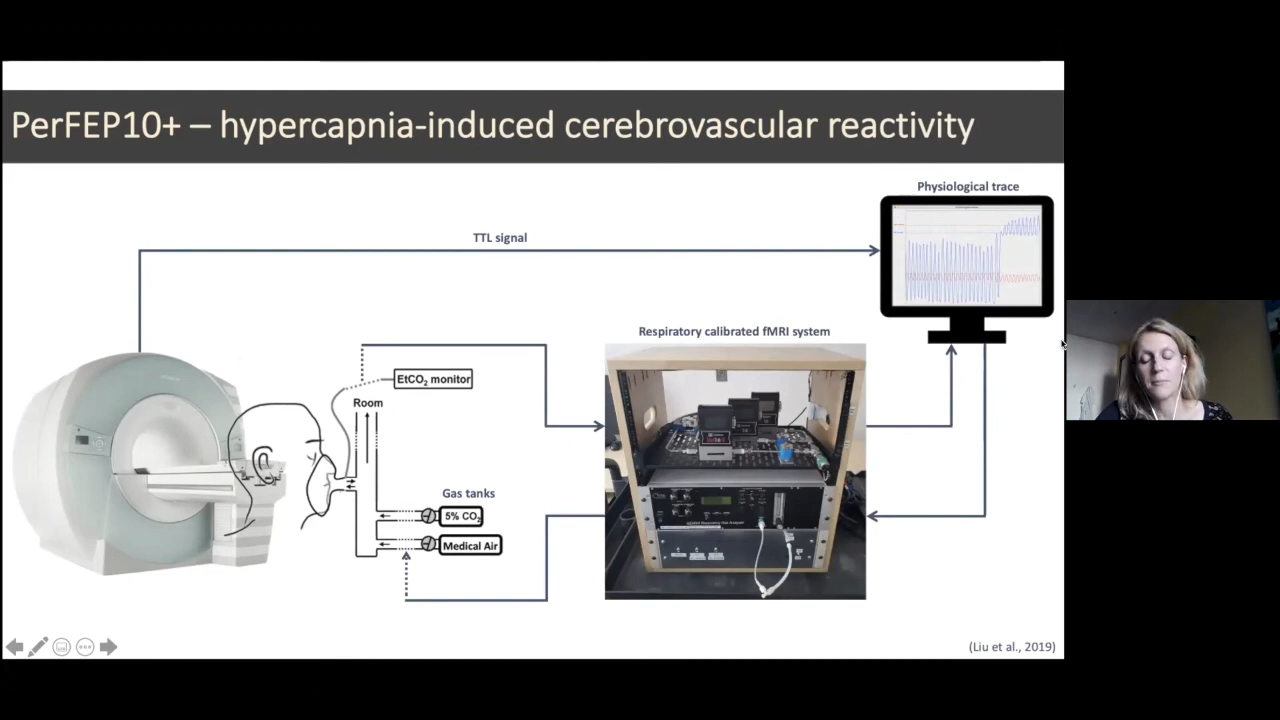 PerFEP10+ – hypercapnia-induced cerebrovascular reactivity
Physiological trace
TTL signal
Respiratory calibrated fMRI system
EtCO₂ monitor
Room
Gas tanks
5% CO₂
Medical Air
(Liu et al., 2019)